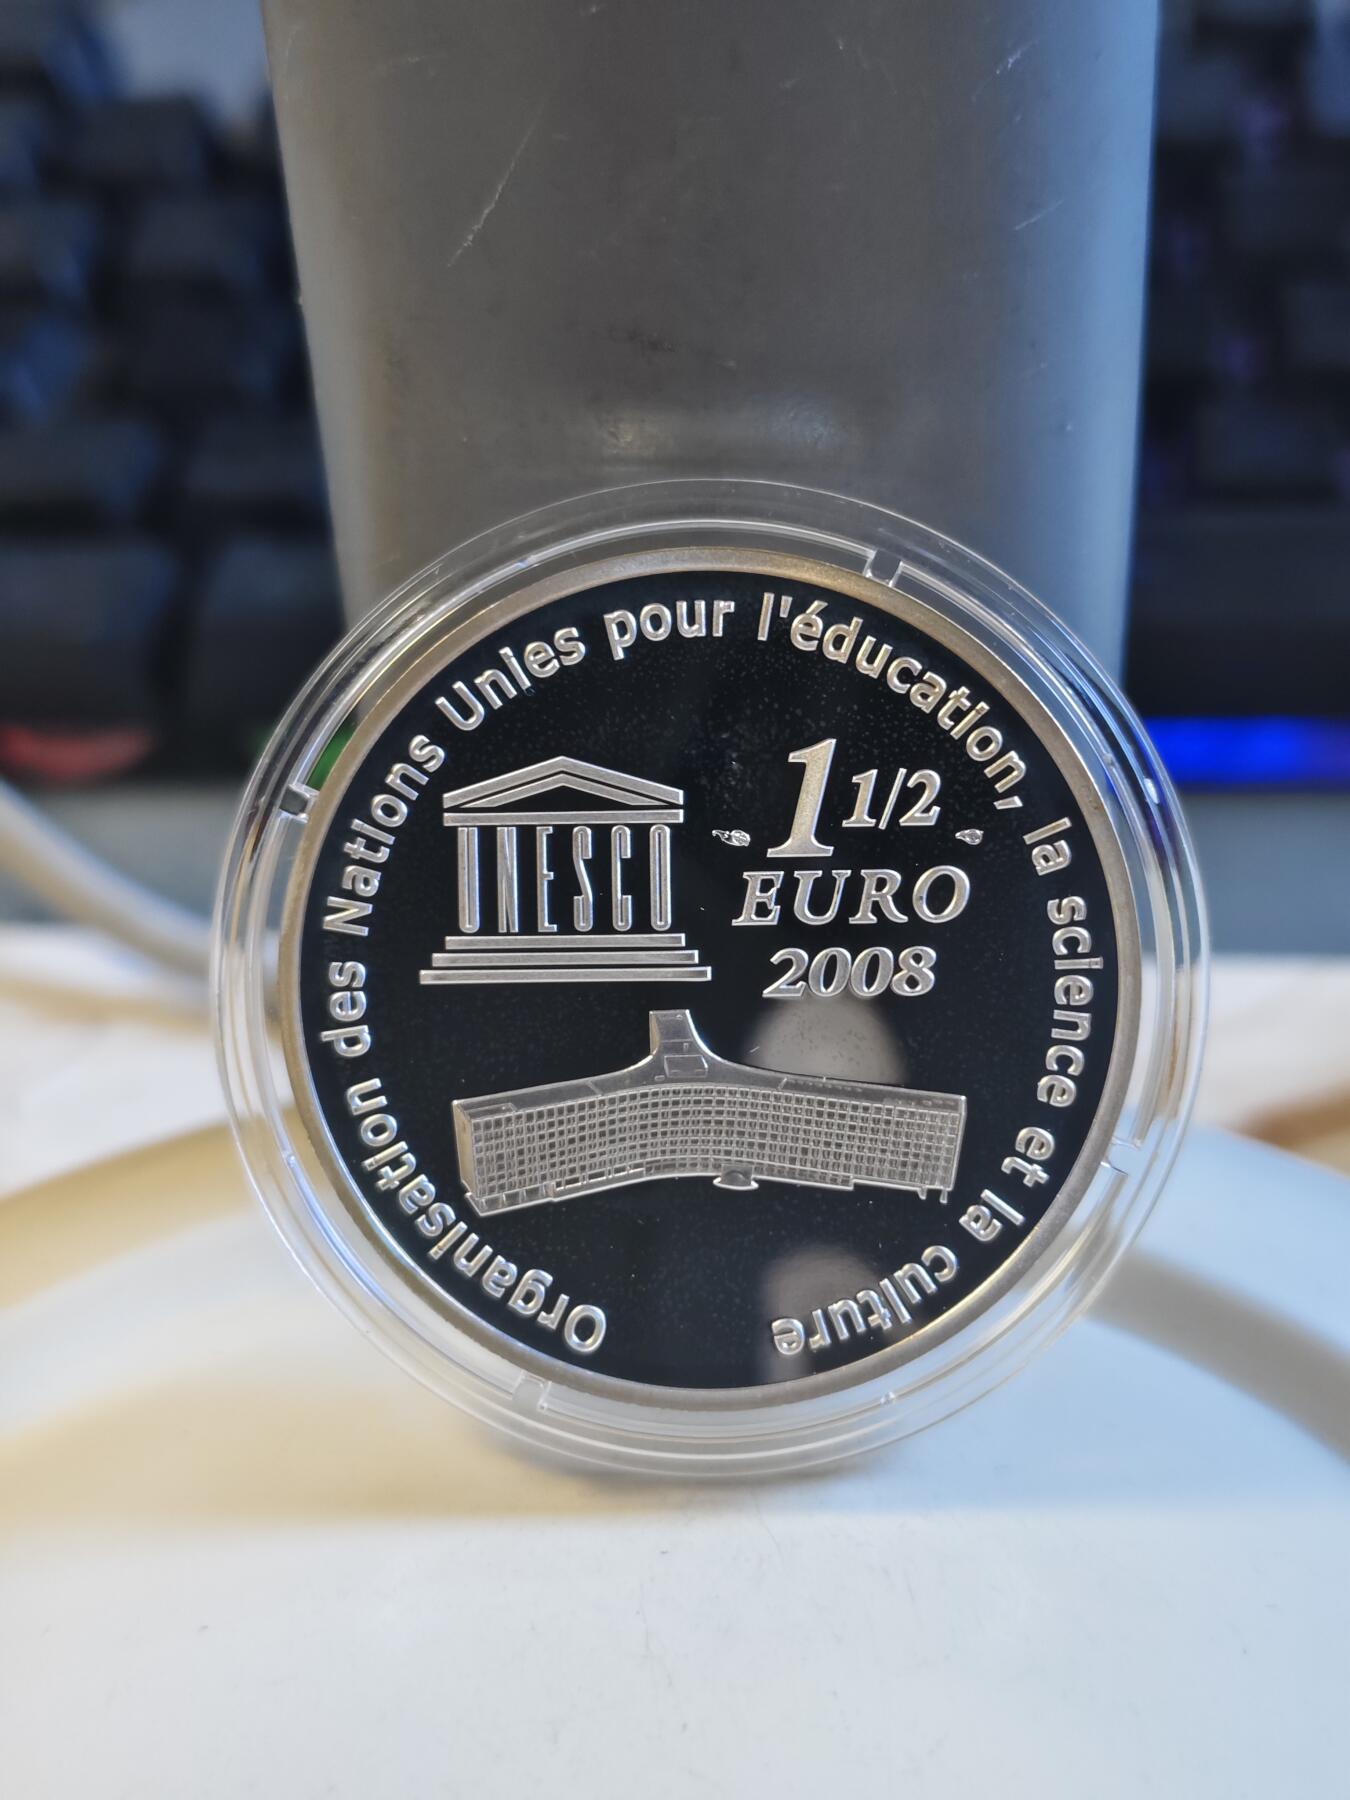 Organisation des Nations Unies pour l'éducation, la science et la culture
UNESCO
1 1/2
EURO
2008